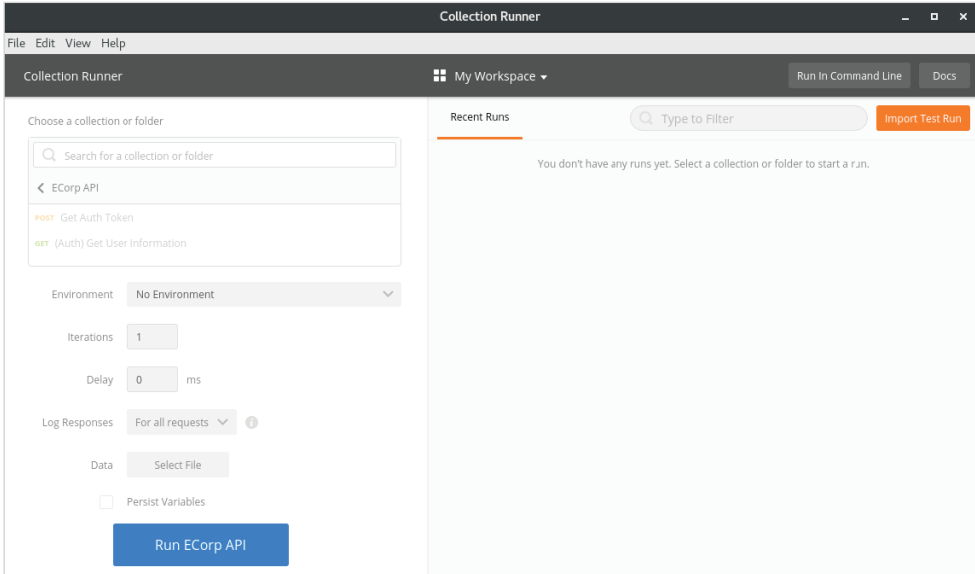 Collection Runner
File Edit View Help
Collection Runner
My Workspace
Run In Command Line
Docs
Choose a collection or folder
Search for a collection or folder
ECorp API
POST Get Auth Token
GET (Auth) Get User Information
Environment No Environment
Iterations 1
Delay 0 ms
Log Responses For all requests
Data Select File
Persist Variables
Run ECorp API
Recent Runs
Type to Filter
Import Test Run
You don't have any runs yet. Select a collection or folder to start a run.